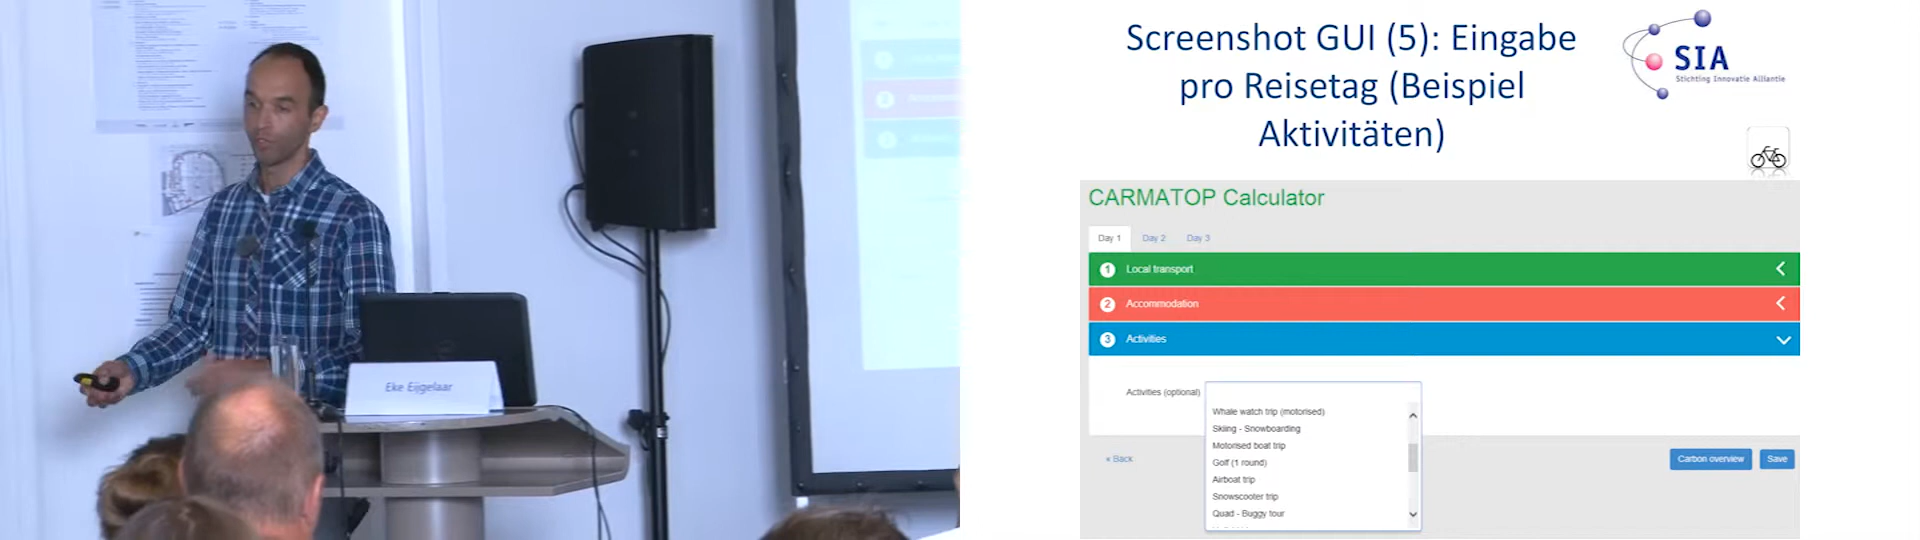 Eke Eijgelaar
Screenshot GUI (5): Eingabe
pro Reisetag (Beispiel
Aktivitäten)
SIA
Stichting Innovatie Alliantie
CARMATOP Calculator
Day 1 Day 2 Day 3
1 Local transport
2 Accommodation
3 Activities
Activities (optional)
Whale watch trip (motorised)
Skiing - Snowboarding
Motorised boat trip
Golf (1 round)
Airboat trip
Snowscooter trip
Quad - Buggy tour
« Back
Carbon overview Save